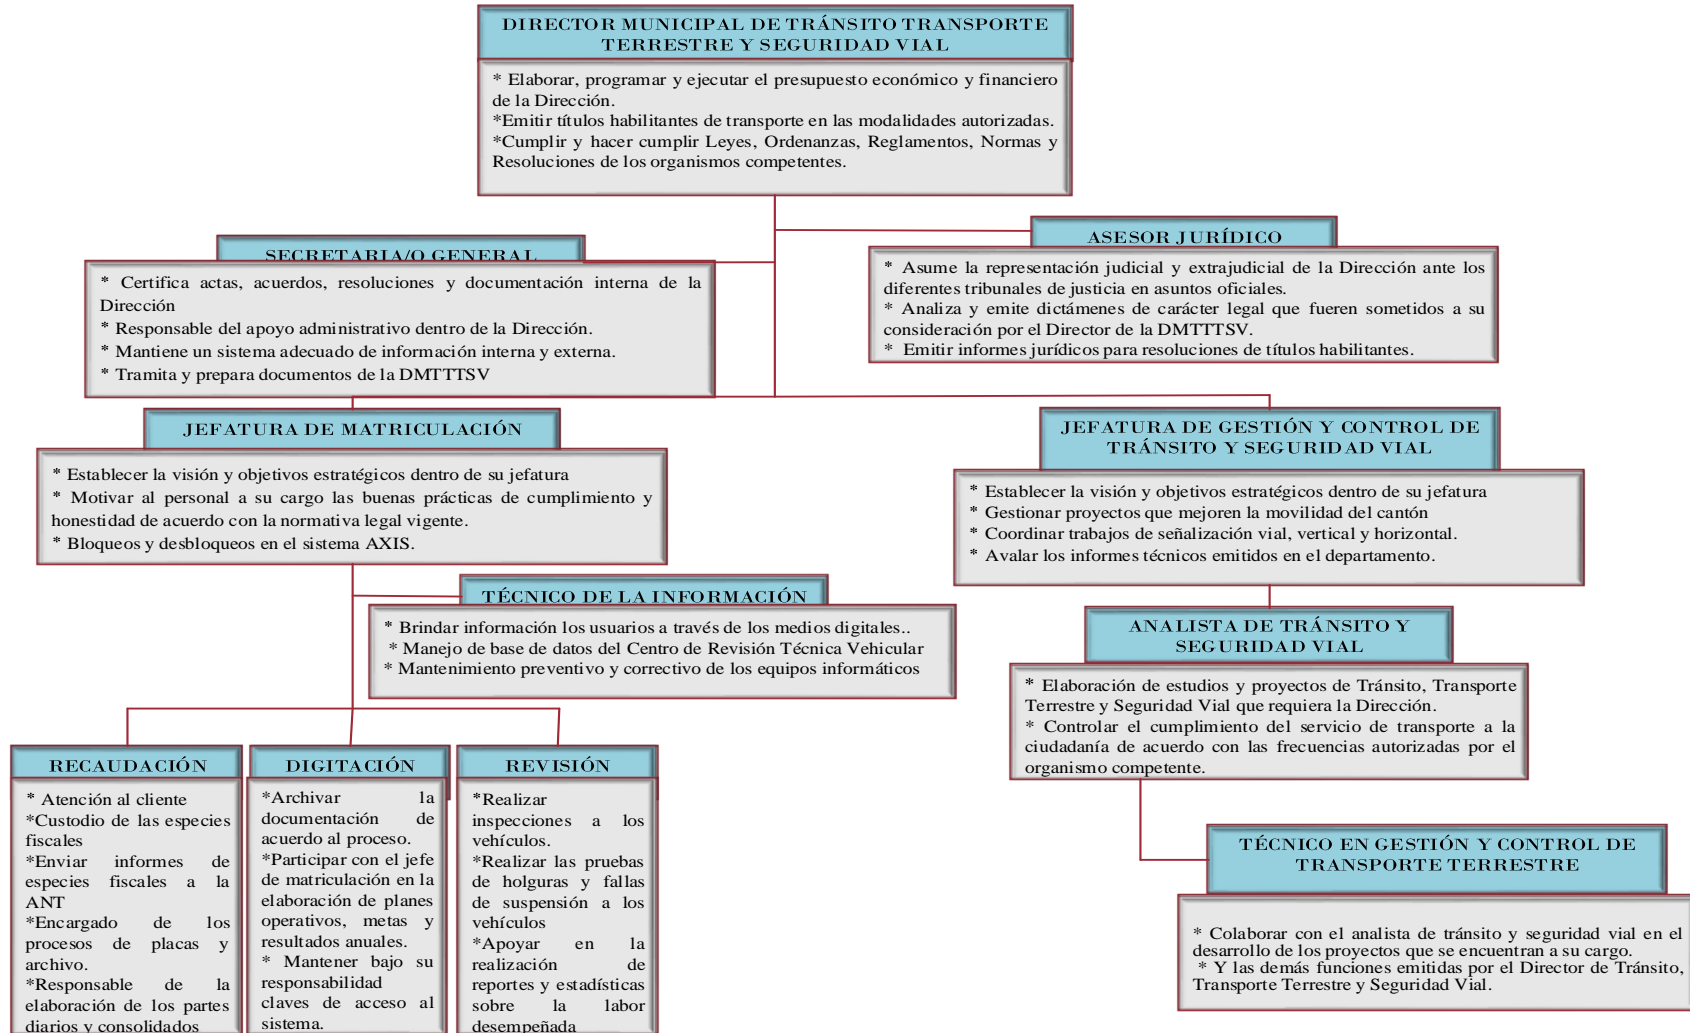 DIRECTOR MUNICIPAL DE TRÁNSITO TRANSPORTE
TERRESTRE Y SEGURIDAD VIAL
* Elaborar, programar y ejecutar el presupuesto económico y financiero
de la Dirección.
*Emitir títulos habilitantes de transporte en las modalidades autorizadas.
*Cumplir y hacer cumplir Leyes, Ordenanzas, Reglamentos, Normas y
Resoluciones de los organismos competentes.
SECRETARIA/O GENERAL
* Certifica actas, acuerdos, resoluciones y documentación interna de la
Dirección
* Responsable del apoyo administrativo dentro de la Dirección.
* Mantiene un sistema adecuado de información interna y externa.
* Tramita y prepara documentos de la DMTTTSV
ASESOR JURÍDICO
* Asume la representación judicial y extrajudicial de la Dirección ante los
diferentes tribunales de justicia en asuntos oficiales.
* Analiza y emite dictámenes de carácter legal que fueren sometidos a su
consideración por el Director de la DMTTTSV.
* Emitir informes jurídicos para resoluciones de títulos habilitantes.
JEFATURA DE MATRICULACIÓN
* Establecer la visión y objetivos estratégicos dentro de su jefatura
* Motivar al personal a su cargo las buenas prácticas de cumplimiento y
honestidad de acuerdo con la normativa legal vigente.
* Bloqueos y desbloqueos en el sistema AXIS.
JEFATURA DE GESTIÓN Y CONTROL DE
TRÁNSITO Y SEGURIDAD VIAL
* Establecer la visión y objetivos estratégicos dentro de su jefatura
* Gestionar proyectos que mejoren la movilidad del cantón
* Coordinar trabajos de señalización vial, vertical y horizontal.
* Avalar los informes técnicos emitidos en el departamento.
TÉCNICO DE LA INFORMACIÓN
* Brindar información los usuarios a través de los medios digitales..
* Manejo de base de datos del Centro de Revisión Técnica Vehicular
* Mantenimiento preventivo y correctivo de los equipos informáticos
ANALISTA DE TRÁNSITO Y
SEGURIDAD VIAL
* Elaboración de estudios y proyectos de Tránsito, Transporte
Terrestre y Seguridad Vial que requiera la Dirección.
* Controlar el cumplimiento del servicio de transporte a la
ciudadanía de acuerdo con las frecuencias autorizadas por el
organismo competente.
RECAUDACIÓN
* Atención al cliente
*Custodio de las especies
fiscales
*Enviar informes de
especies fiscales a la
ANT
*Encargado de los
procesos de placas y
archivo.
*Responsable de la
elaboración de los partes
diarios y consolidados
DIGITACIÓN
*Archivar la
documentación de
acuerdo al proceso.
*Participar con el jefe
de matriculación en la
elaboración de planes
operativos, metas y
resultados anuales.
* Mantener bajo su
responsabilidad
claves de acceso al
sistema.
REVISIÓN
*Realizar
inspecciones a los
vehículos.
*Realizar las pruebas
de holguras y fallas
de suspensión a los
vehículos
*Apoyar en la
realización de
reportes y estadísticas
sobre la labor
desempeñada
TÉCNICO EN GESTIÓN Y CONTROL DE
TRANSPORTE TERRESTRE
* Colaborar con el analista de tránsito y seguridad vial en el
desarrollo de los proyectos que se encuentran a su cargo.
* Y las demás funciones emitidas por el Director de Tránsito,
Transporte Terrestre y Seguridad Vial.